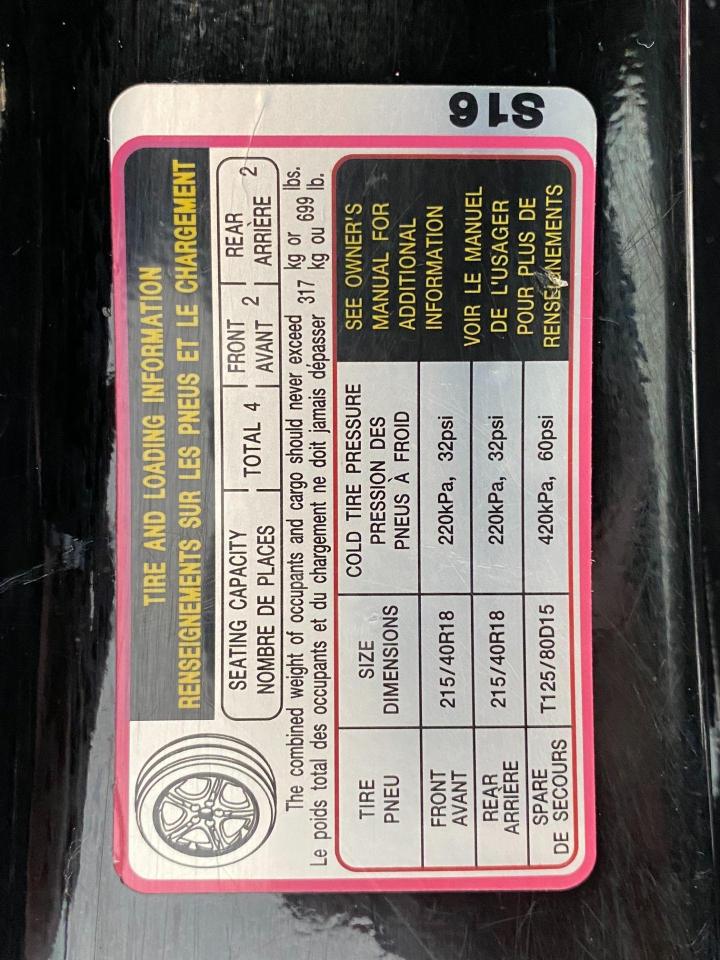 S16
TIRE AND LOADING INFORMATION
RENSEIGNEMENTS SUR LES PNEUS ET LE CHARGEMENT
SEATING CAPACITY
NOMBRE DE PLACES
TOTAL 4
FRONT
AVANT 2
REAR
ARRIÈRE 2
The combined weight of occupants and cargo should never exceed 317 kg or 699 lbs.
Le poids total des occupants et du chargement ne doit jamais dépasser 317 kg ou 699 lb.
TIRE
PNEU
SIZE
DIMENSIONS
COLD TIRE PRESSURE
PRESSION DES
PNEUS À FROID
FRONT
AVANT
215/40R18
220kPa, 32psi
REAR
ARRIÈRE
215/40R18
220kPa, 32psi
SPARE
DE SECOURS
T125/80D15
420kPa, 60psi
SEE OWNER'S
MANUAL FOR
ADDITIONAL
INFORMATION
VOIR LE MANUEL
DE L'USAGER
POUR PLUS DE
RENSEIGNEMENTS